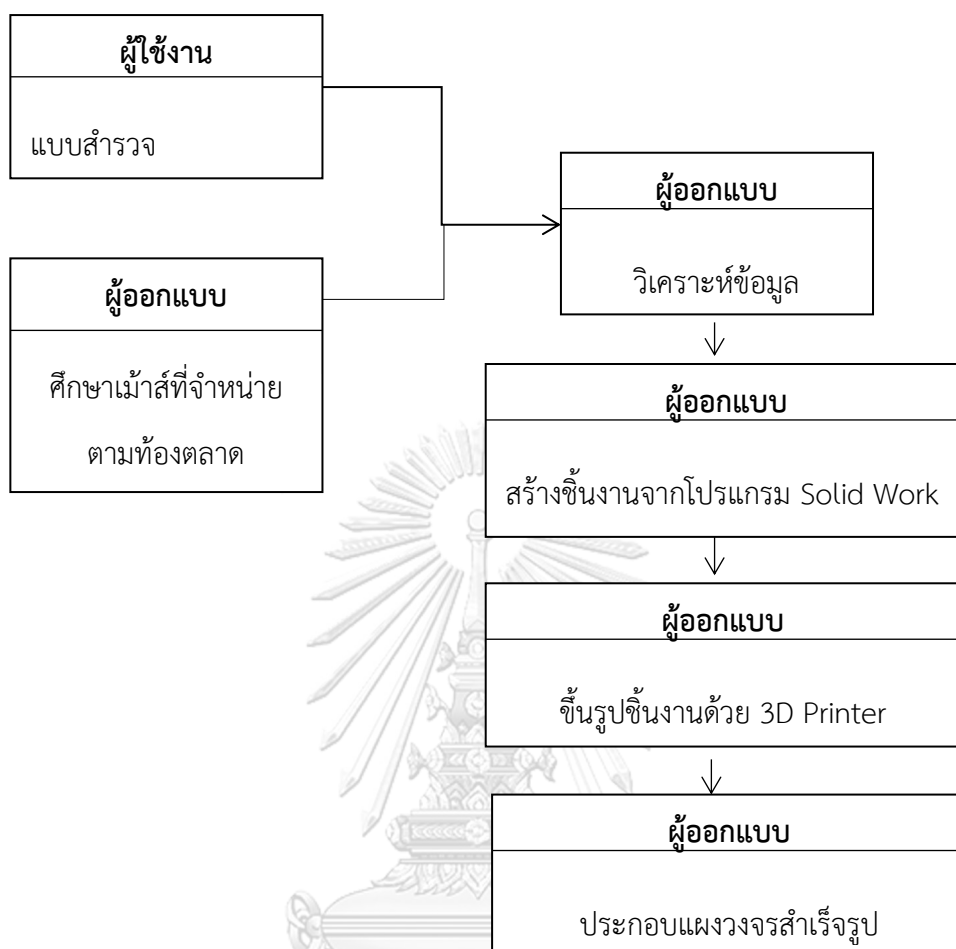 ผู้ใช้งาน
แบบสำรวจ
ผู้ออกแบบ
ศึกษาเม้าส์ที่จำหน่าย
ตามท้องตลาด
ผู้ออกแบบ
วิเคราะห์ข้อมูล
ผู้ออกแบบ
สร้างชิ้นงานจากโปรแกรม Solid Work
ผู้ออกแบบ
ขึ้นรูปชิ้นงานด้วย 3D Printer
ผู้ออกแบบ
ประกอบแผงวงจรสำเร็จรูป